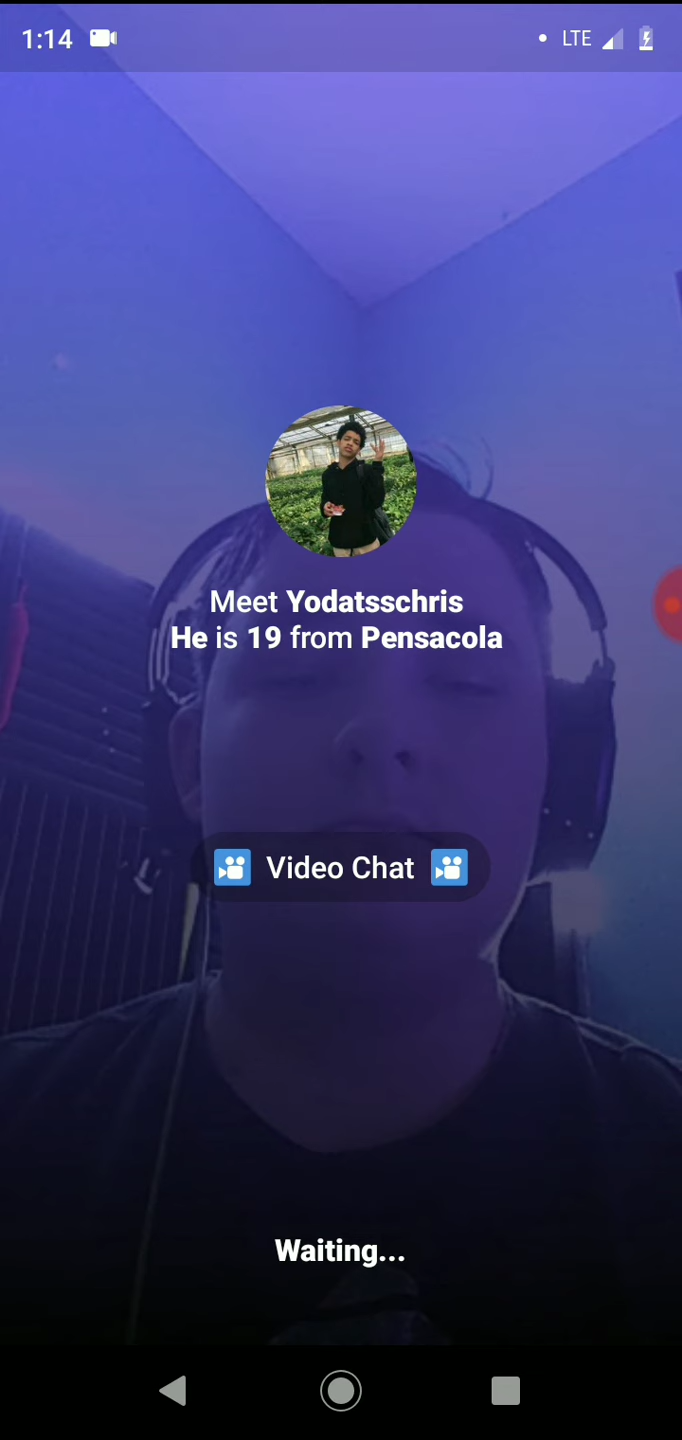 1:14
LTE
Meet Yodatsschris
He is 19 from Pensacola
Video Chat
Waiting...